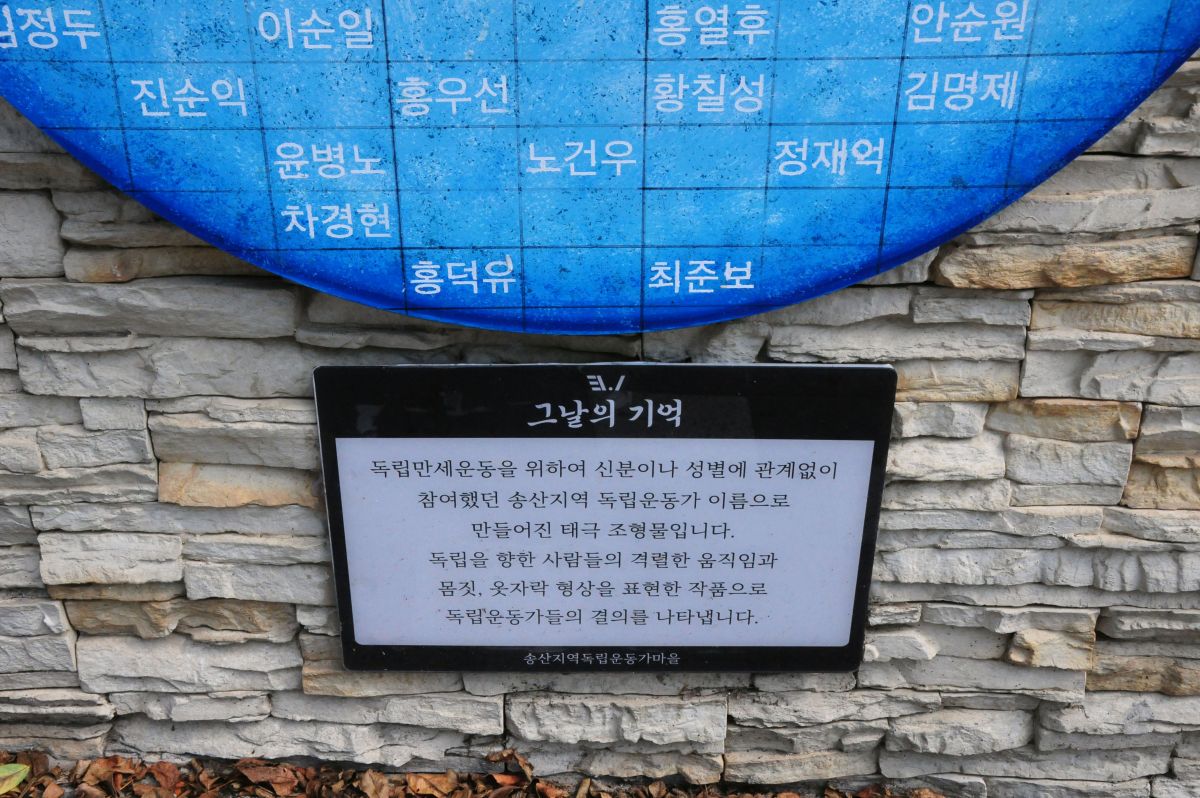 이순일 홍열후 안순원
진순익 홍우선 황칠성 김명제
윤병노 노건우 정재억
차경현
홍덕유 최준보
3.1
그날의 기억
독립만세운동을 위하여 신분이나 성별에 관계없이
참여했던 송산지역 독립운동가 이름으로
만들어진 태극 조형물입니다.
독립을 향한 사람들의 격렬한 움직임과
몸짓, 옷자락 형상을 표현한 작품으로
독립운동가들의 결의를 나타냅니다.
송산지역독립운동가마을